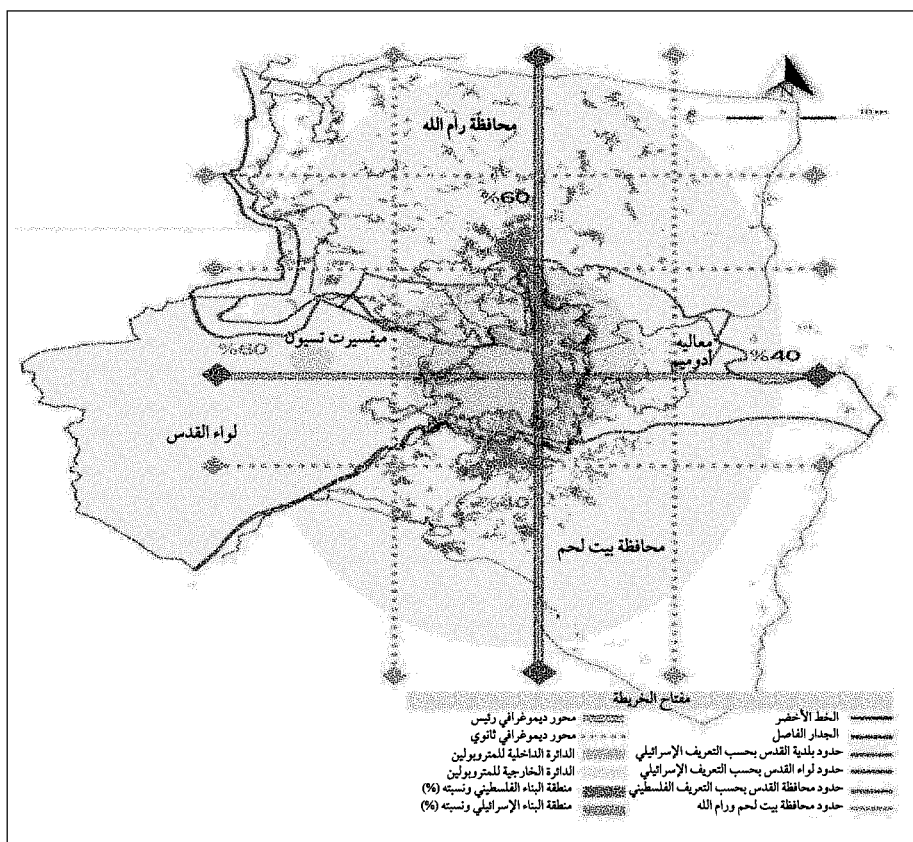 محافظة رام الله
%60
%60
ميفسيرت تسيون
معاليه
أدوميم
%40
لواء القدس
%40
محافظة بيت لحم
مفتاح الخريطة
الخط الأخضر
الجدار الفاصل
حدود بلدية القدس بحسب التعريف الإسرائيلي
حدود لواء القدس بحسب التعريف الإسرائيلي
حدود محافظة القدس بحسب التعريف الفلسطيني
حدود محافظة بيت لحم ورام الله
محور ديموغرافي رئيس
محور ديموغرافي ثانوي
الدائرة الداخلية للمتروبولين
الدائرة الخارجية للمتروبولين
منطقة البناء الفلسطيني ونسبته (%)
منطقة البناء الإسرائيلي ونسبته (%)